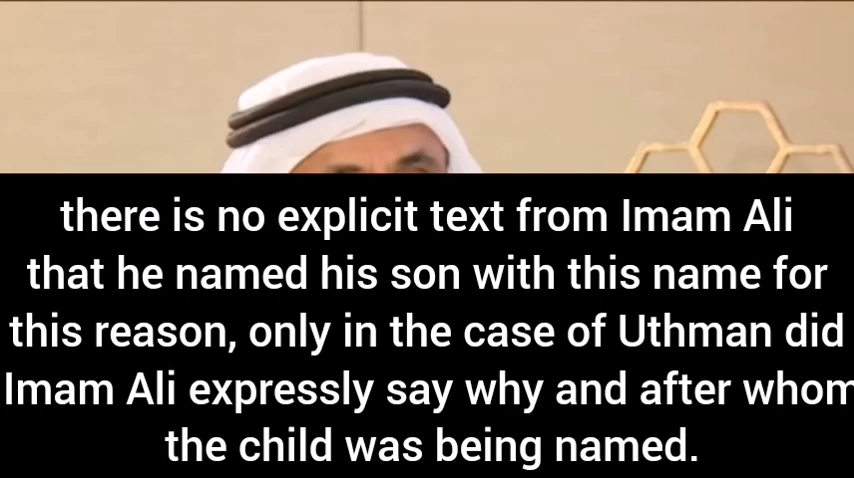 there is no explicit text from Imam Ali
that he named his son with this name for
this reason, only in the case of Uthman did
Imam Ali expressly say why and after whom
the child was being named.